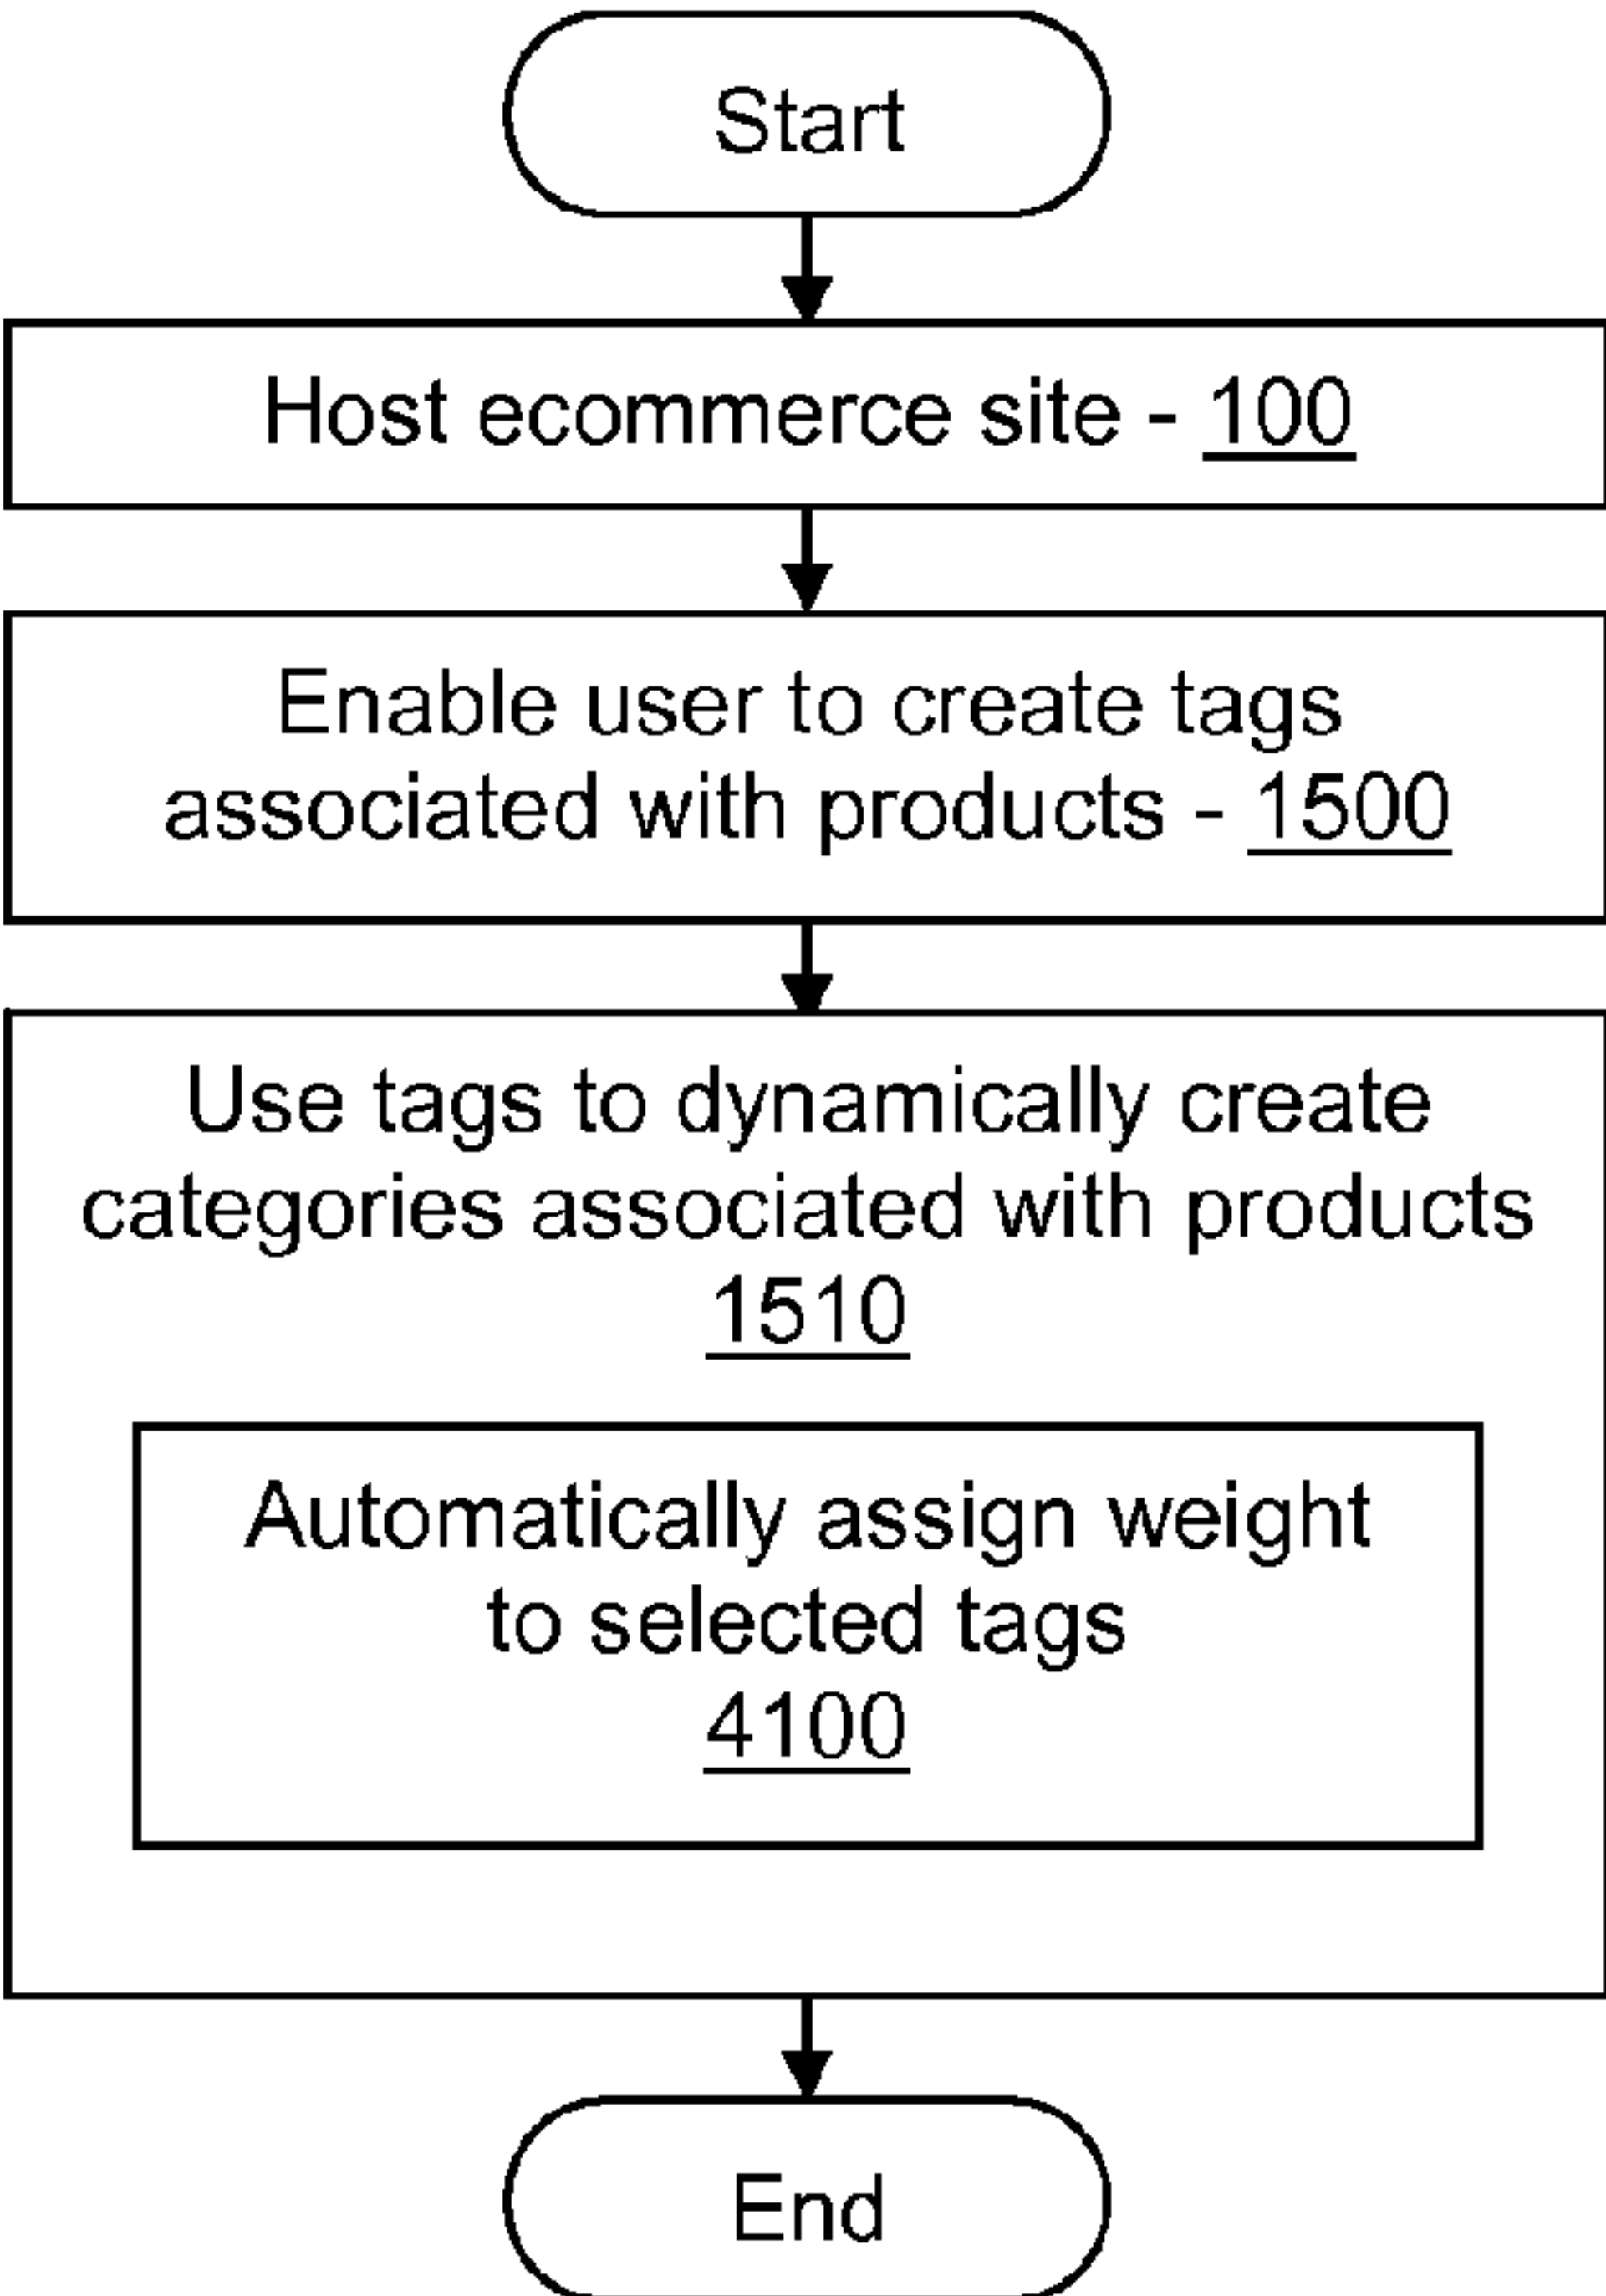 Start
Host ecommerce site - 100
Enable user to create tags
associated with products - 1500
Use tags to dynamically create
categories associated with products
1510
Automatically assign weight
to selected tags
4100
End